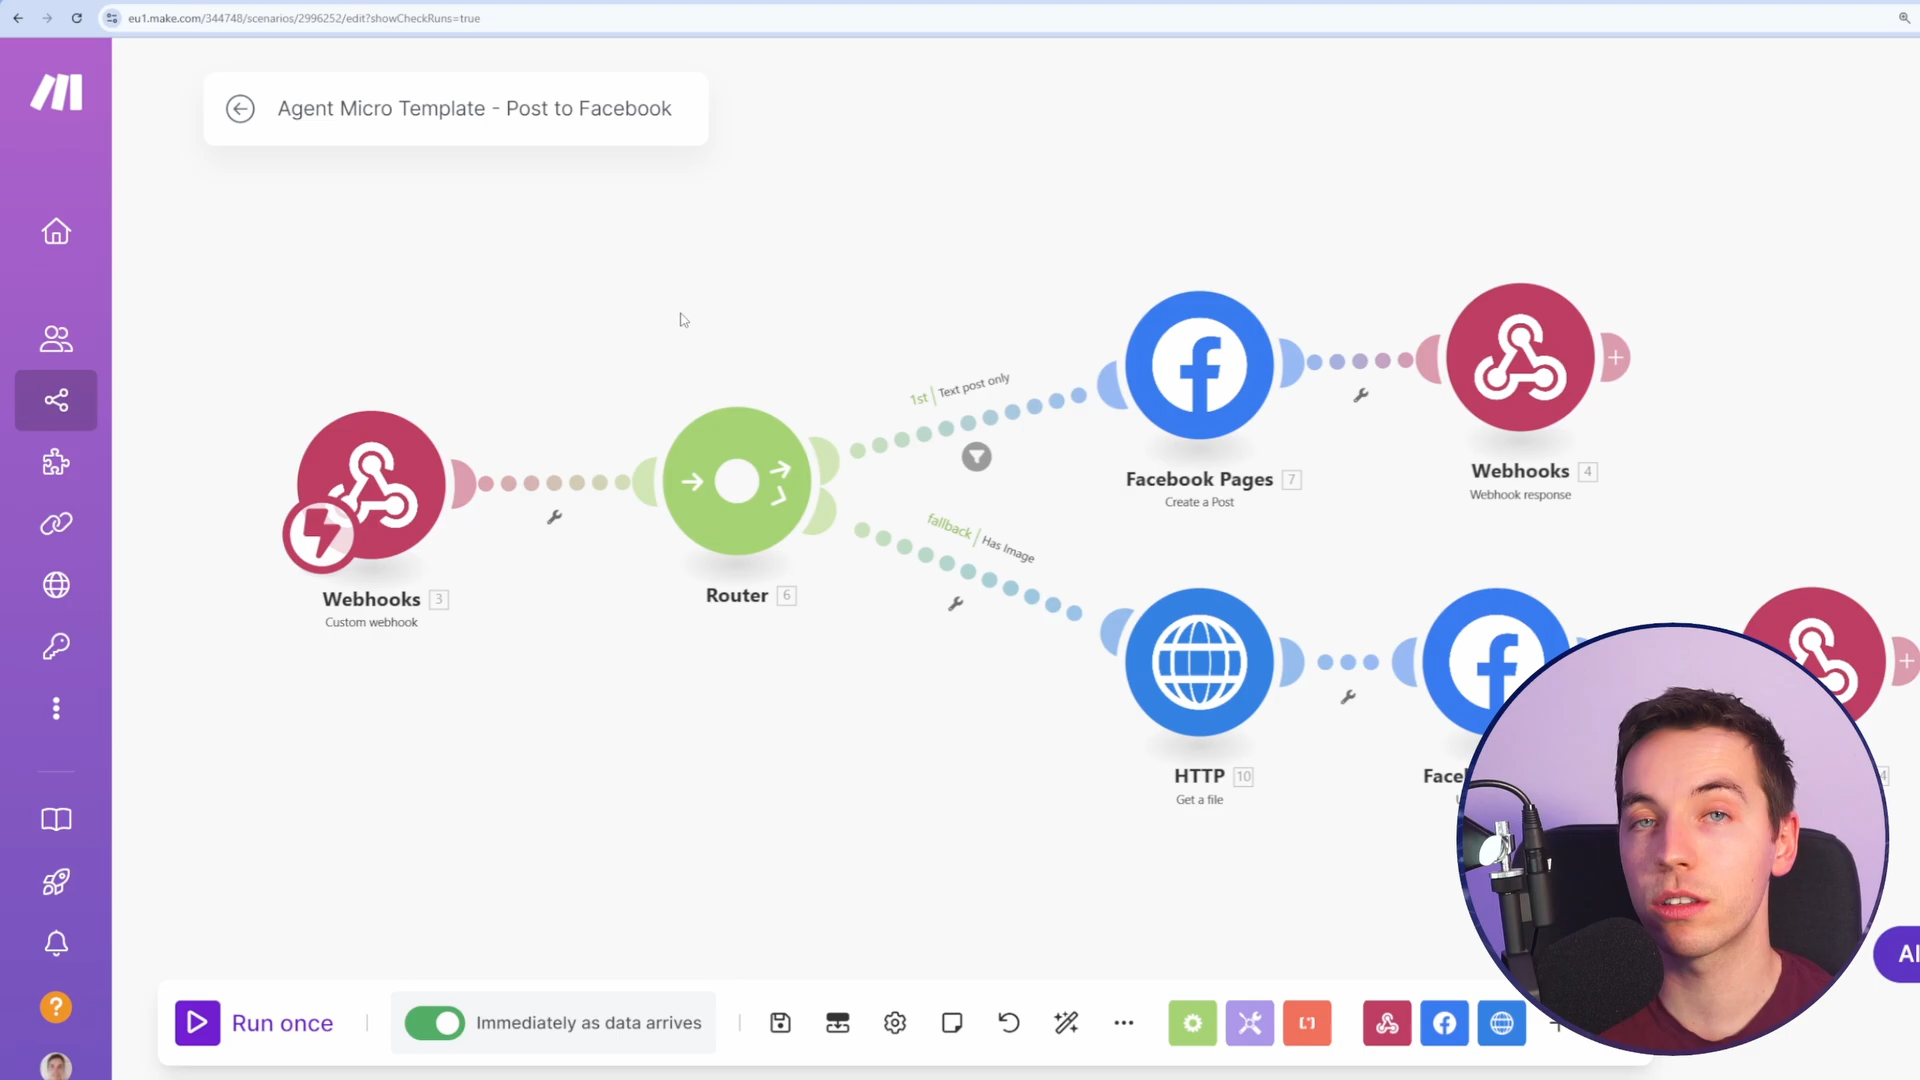 eu1.make.com/344748/scenarios/2996252/edit?showCheckRuns=true
Agent Micro Template - Post to Facebook
1st | Text post only
Facebook Pages 7
Create a Post
Webhooks 4
Webhook response
fallback | Has Image
Webhooks 3
Custom webhook
Router 6
HTTP 10
Get a file
AI
?
Run once
Immediately as data arrives